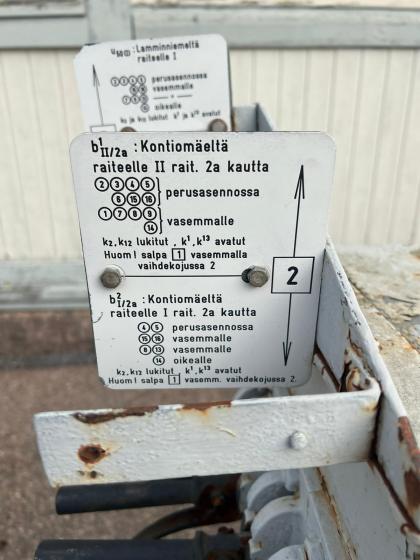 : Lamminniemeltä
raiteelle I
perusasennossa
vasemmalle
oikealle
b¹II/2a : Kontiomäeltä
raiteelle II rait. 2a kautta
② ③ ④ ⑤
⑥ ⑮ ⑯ perusasennossa
① ⑦ ⑧ ⑨
⑭ vasemmalle
k₂,k₁₂ lukitut , k¹,k¹³ avatut
Huom! salpa 1 vasemmalla
vaihdekojussa 2
2
b²I/2a : Kontiomäeltä
raiteelle I rait. 2a kautta
④ ⑤ perusasennossa
⑮ ⑯ vasemmalle
⑧ ⑬ vasemmalle
⑭ oikealle
k₂,k₁₂ lukitut , k¹,k¹³ avatut
Huom! salpa 1 vasemm. vaihdekojussa 2.